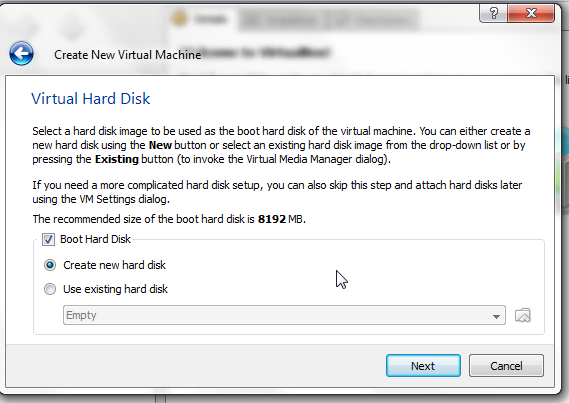 Details
Create New Virtual Machine
Welcome to VirtualBox!
Virtual Hard Disk
Select a hard disk image to be used as the boot hard disk of the virtual machine. You can either create a
new hard disk using the New button or select an existing hard disk image from the drop-down list or by
pressing the Existing button (to invoke the Virtual Media Manager dialog).
If you need a more complicated hard disk setup, you can also skip this step and attach hard disks later
using the VM Settings dialog.
The recommended size of the boot hard disk is 8192 MB.
Boot Hard Disk
Create new hard disk
Use existing hard disk
Empty
Next
Cancel